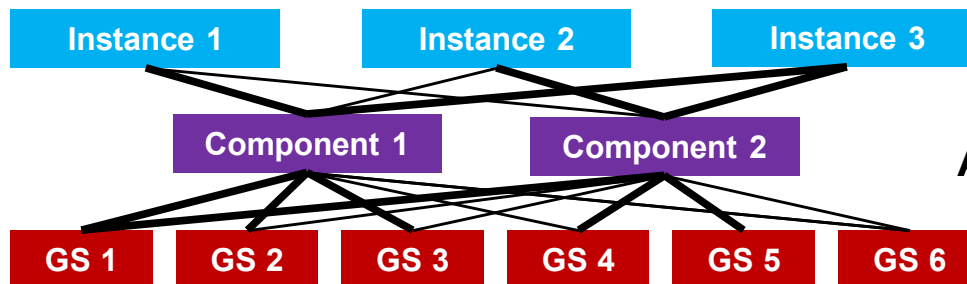 Instance 1 Instance 2 Instance 3
Component 1 Component 2
GS 1 GS 2 GS 3 GS 4 GS 5 GS 6